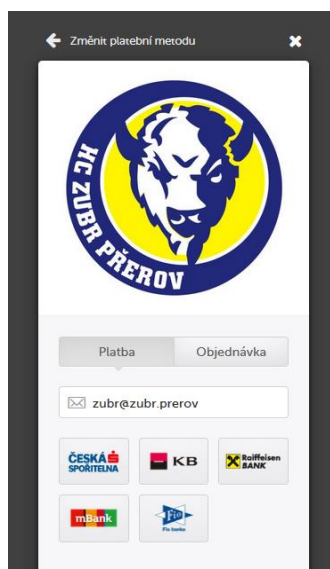 Změnit platební metodu
HC ZUBR PŘEROV
Platba
Objednávka
zubr@zubr.prerov
ČESKÁ
SPOŘITELNA
KB
Raiffeisen
BANK
mBank
Fio
Fio banka